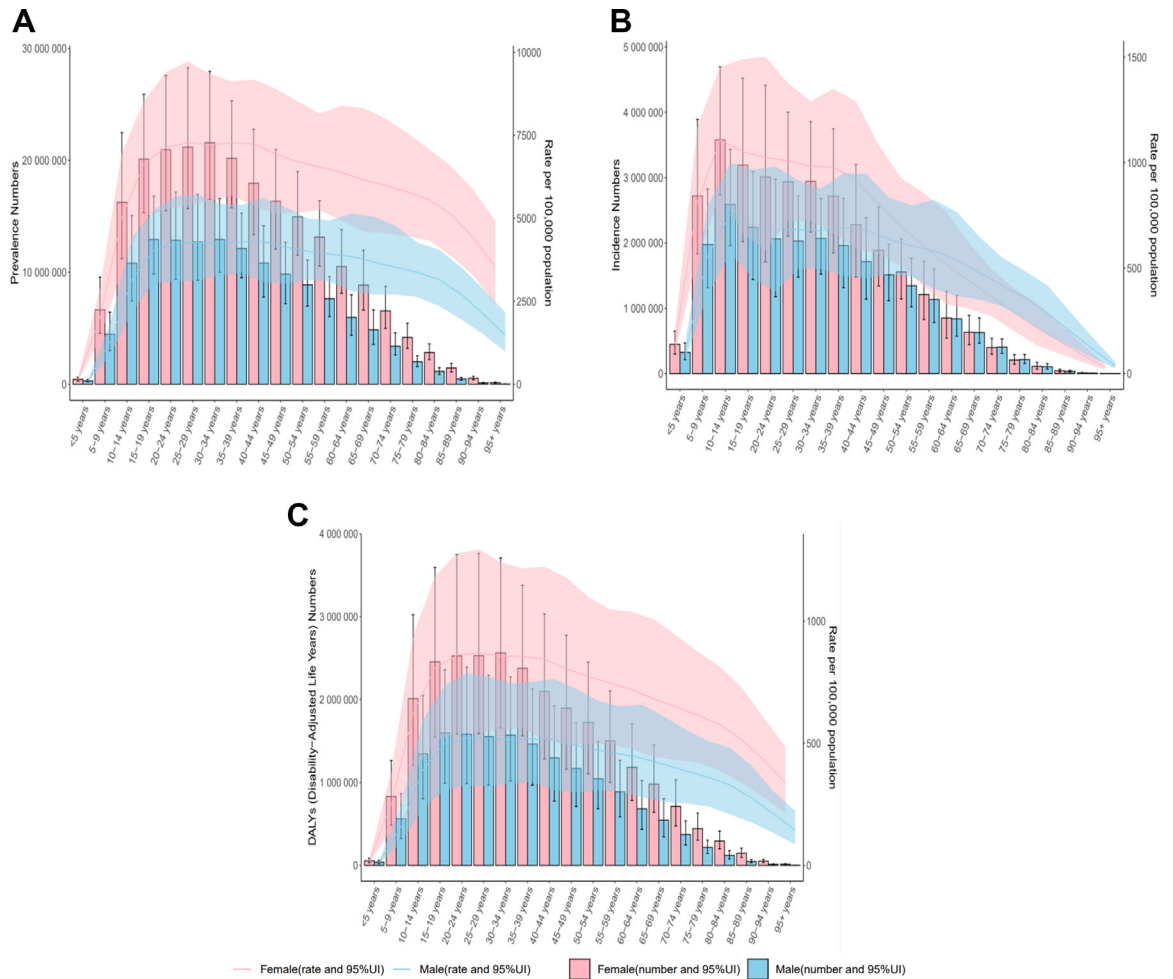 A
Prevalence Numbers
30 000 000
20 000 000
10 000 000
0
10000
7500
5000
2500
0
Rate per 100,000 population
<5 years
5−9 years
10−14 years
15−19 years
20−24 years
25−29 years
30−34 years
35−39 years
40−44 years
45−49 years
50−54 years
55−59 years
60−64 years
65−69 years
70−74 years
75−79 years
80−84 years
85−89 years
90−94 years
95+ years
B
Incidence Numbers
5 000 000
4 000 000
3 000 000
2 000 000
1 000 000
0
1500
1000
500
0
Rate per 100,000 population
<5 years
5−9 years
10−14 years
15−19 years
20−24 years
25−29 years
30−34 years
35−39 years
40−44 years
45−49 years
50−54 years
55−59 years
60−64 years
65−69 years
70−74 years
75−79 years
80−84 years
85−89 years
90−94 years
95+ years
C
DALYs (Disability−Adjusted Life Years) Numbers
4 000 000
3 000 000
2 000 000
1 000 000
0
1000
500
0
Rate per 100,000 population
<5 years
5−9 years
10−14 years
15−19 years
20−24 years
25−29 years
30−34 years
35−39 years
40−44 years
45−49 years
50−54 years
55−59 years
60−64 years
65−69 years
70−74 years
75−79 years
80−84 years
85−89 years
90−94 years
95+ years
Female(rate and 95%UI) Male(rate and 95%UI) Female(number and 95%UI) Male(number and 95%UI)